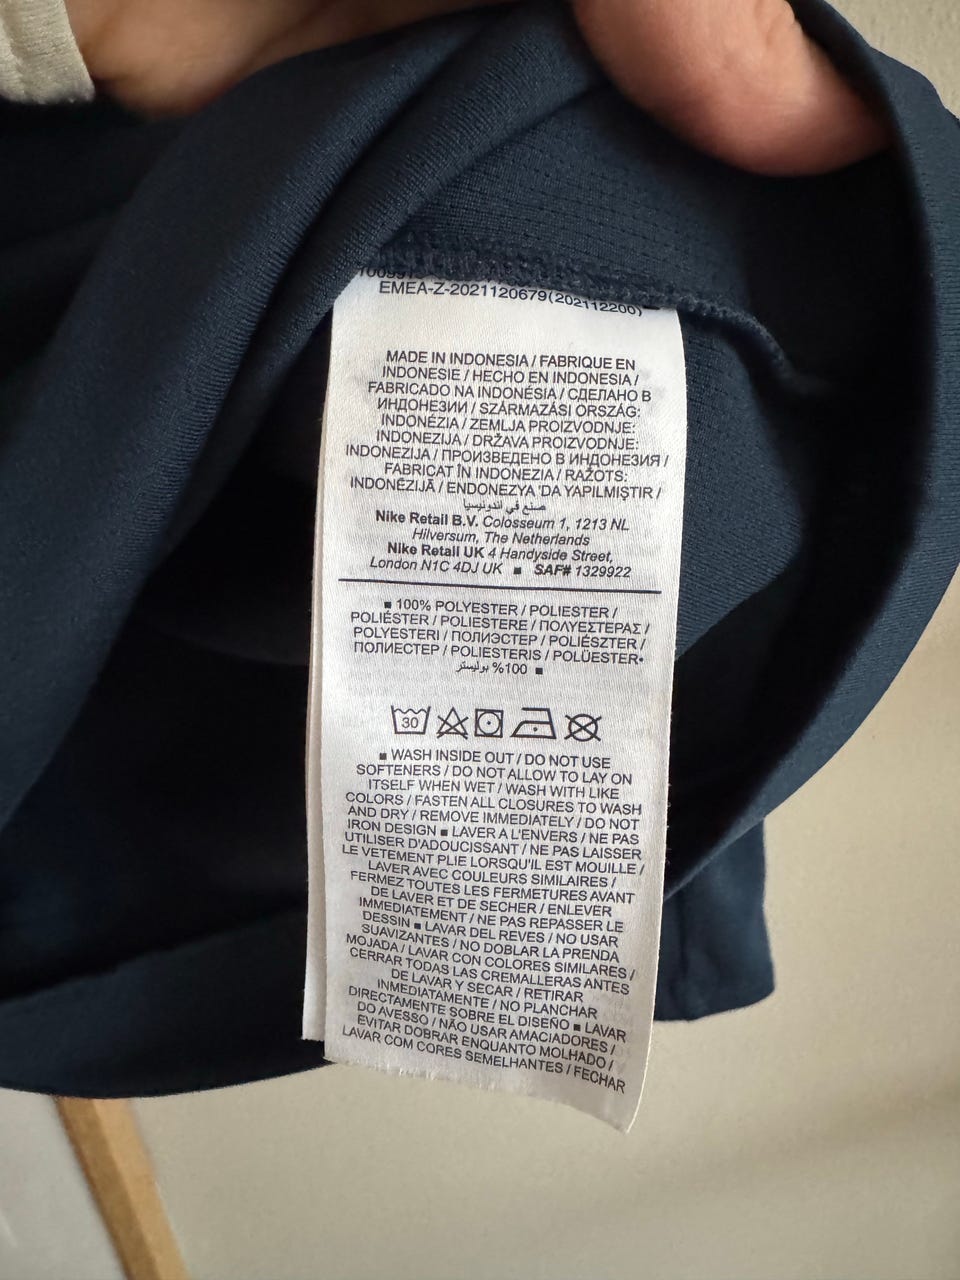 EMEA-Z-2021120679(202112200)
MADE IN INDONESIA / FABRIQUE EN
INDONESIE / HECHO EN INDONESIA /
FABRICADO NA INDONÉSIA / СДЕЛАНО В
ИНДОНЕЗИИ / SZÁRMAZÁSI ORSZÁG:
INDONÉZIA / ZEMLJA PROIZVODNJE:
INDONEZIJA / DRŽAVA PROIZVODNJE:
INDONEZIJA / ПРОИЗВЕДЕНО В ИНДОНЕЗИЯ /
FABRICAT ÎN INDONEZIA / RAŽOTS:
INDONĒZIJĀ / ENDONEZYA 'DA YAPILMIŞTIR /
صنع في اندونيسيا
Nike Retail B.V. Colosseum 1, 1213 NL
Hilversum, The Netherlands
Nike Retail UK 4 Handyside Street,
London N1C 4DJ UK ■ SAF# 1329922
■ 100% POLYESTER / POLIESTER /
POLIÉSTER / POLIESTERE / ΠΟΛΥΕΣΤΕΡΑΣ /
POLYESTERI / ПОЛИЭСТЕР / POLIÉSZTER /
ПОЛИЕСТЕР / POLIESTERIS / POLÜESTER•
100% بوليستر ■
30
■ WASH INSIDE OUT / DO NOT USE
SOFTENERS / DO NOT ALLOW TO LAY ON
ITSELF WHEN WET / WASH WITH LIKE
COLORS / FASTEN ALL CLOSURES TO WASH
AND DRY / REMOVE IMMEDIATELY / DO NOT
IRON DESIGN ■ LAVER A L'ENVERS / NE PAS
UTILISER D'ADOUCISSANT / NE PAS LAISSER
LE VETEMENT PLIE LORSQU'IL EST MOUILLE /
LAVER AVEC COULEURS SIMILAIRES /
FERMEZ TOUTES LES FERMETURES AVANT
DE LAVER ET DE SECHER / ENLEVER
IMMEDIATEMENT / NE PAS REPASSER LE
DESSIN ■ LAVAR DEL REVES / NO USAR
SUAVIZANTES / NO DOBLAR LA PRENDA
MOJADA / LAVAR CON COLORES SIMILARES /
CERRAR TODAS LAS CREMALLERAS ANTES
DE LAVAR Y SECAR / RETIRAR
INMEDIATAMENTE / NO PLANCHAR
DIRECTAMENTE SOBRE EL DISEÑO ■ LAVAR
DO AVESSO / NÃO USAR AMACIADORES /
EVITAR DOBRAR ENQUANTO MOLHADO /
LAVAR COM CORES SEMELHANTES / FECHAR